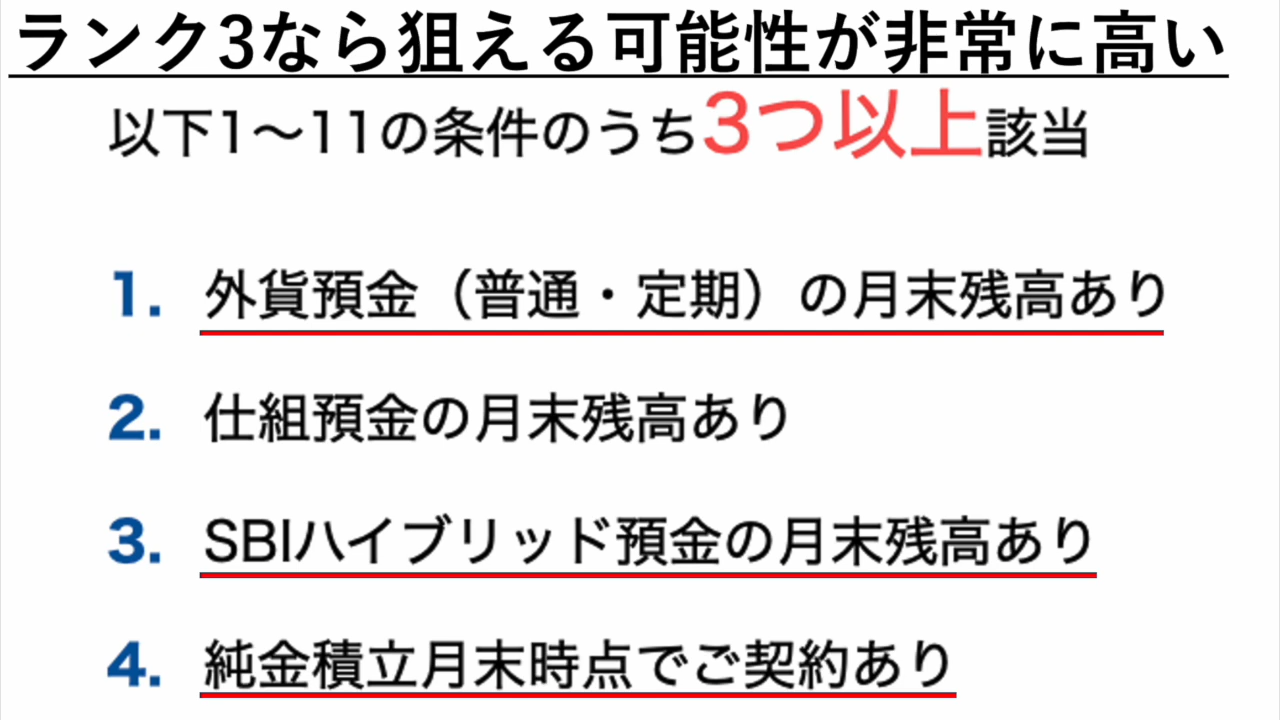 ランク3なら狙える可能性が非常に高い
以下1〜11の条件のうち3つ以上該当
1. 外貨預金（普通・定期）の月末残高あり
2. 仕組預金の月末残高あり
3. SBIハイブリッド預金の月末残高あり
4. 純金積立月末時点でご契約あり